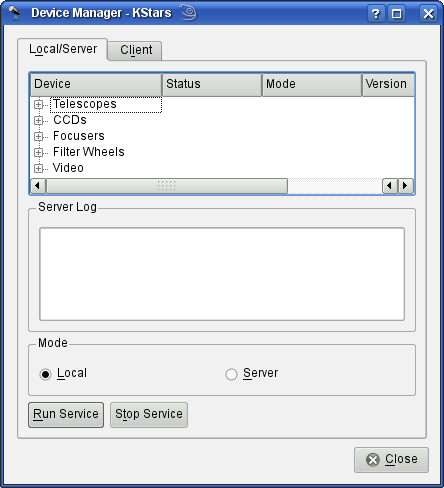 Device Manager - KStars
Local/Server Client
Device Status Mode Version
Telescopes
CCDs
Focusers
Filter Wheels
Video
Server Log
Mode
Local Server
Run Service Stop Service
Close